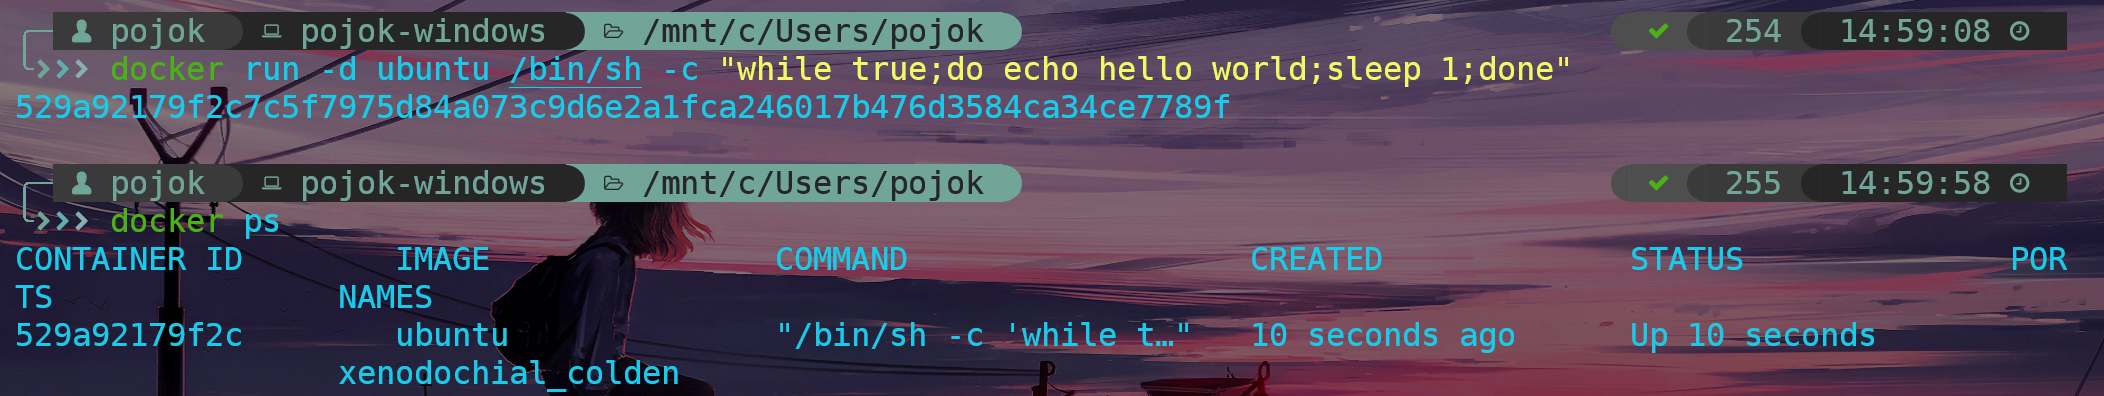 pojok pojok-windows /mnt/c/Users/pojok 254 14:59:08
>>> docker run -d ubuntu /bin/sh -c "while true;do echo hello world;sleep 1;done"
529a92179f2c7c5f7975d84a073c9d6e2a1fca246017b476d3584ca34ce7789f
pojok pojok-windows /mnt/c/Users/pojok 255 14:59:58
>>> docker ps
CONTAINER ID IMAGE COMMAND CREATED STATUS POR
TS NAMES
529a92179f2c ubuntu "/bin/sh -c 'while t…" 10 seconds ago Up 10 seconds
xenodochial_colden